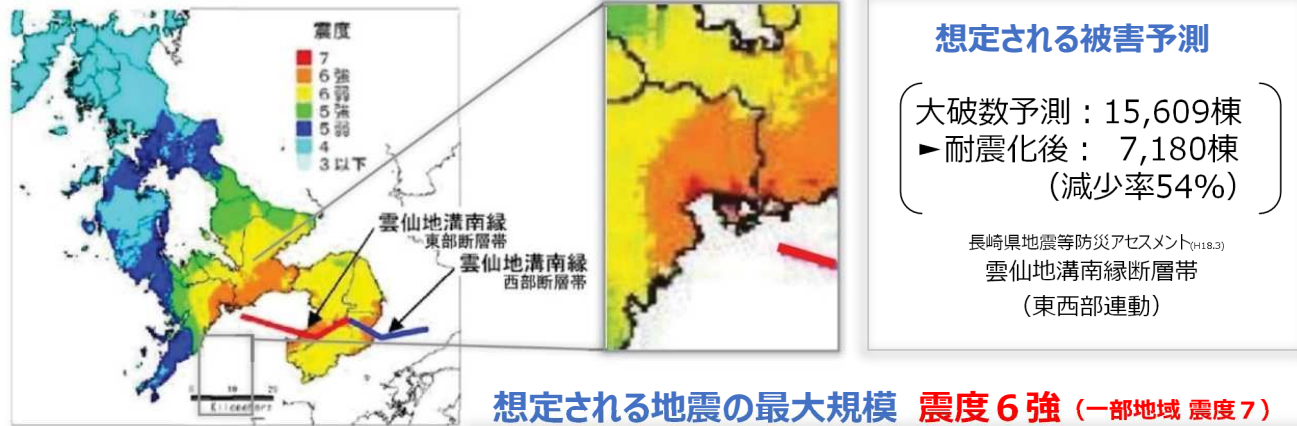 震度
7
6強
6弱
5強
5弱
4
3以下
雲仙地溝南縁
東部断層帯
雲仙地溝南縁
西部断層帯
0 10 20
Kilometers
想定される被害予測
大破数予測：15,609棟
►耐震化後： 7,180棟
（減少率54%）
長崎県地震等防災アセスメント(H18.3)
雲仙地溝南縁断層帯
（東西部連動）
想定される地震の最大規模 震度６強（一部地域 震度７）